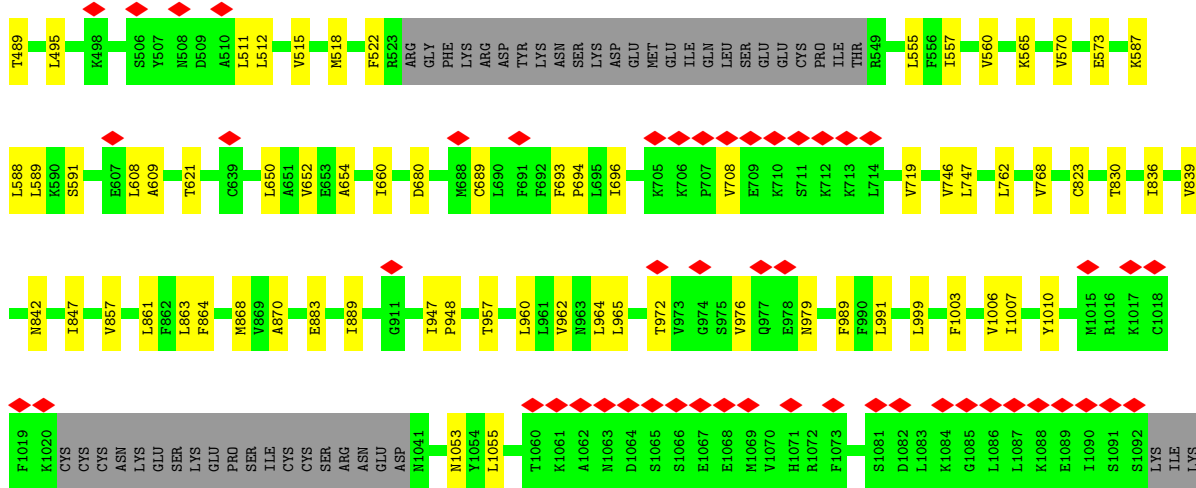 T489 L495 K498 S506 Y507 N508 D509 A510 L511 L512 V515 M518 F522 R523 ARG GLY PHE LYS ARG ASP TYR LYS ASN SER LYS ASP GLU MET GLU ILE GLN LEU SER GLU GLU CYS PRO ILE THR R549 L555 F556 I557 V560 K565 V570 E573 K587
L588 L589 K590 S591 E607 L608 A609 T621 C639 L650 A651 V652 E653 A654 I660 D680 M688 C689 L690 F691 F692 F693 P694 L695 I696 K705 K706 F707 V708 E709 K710 S711 K712 K713 L714 V719 V746 L747 L762 V768 C823 T830 I836 V839
N842 I847 V857 L861 F862 L863 F864 M868 V869 A870 E883 I889 G911 I947 P948 T957 L960 L961 V962 N963 L964 L965 T972 V973 G974 S975 V976 Q977 E978 N979 F989 F990 L991 L999 F1003 V1006 I1007 Y1010 M1015 R1016 K1017 C1018
F1019 K1020 CYS CYS CYS ASN LYS GLU SER LYS GLU PRO SER ILE CYS CYS SER ARG ASN GLU ASP N1041 N1053 Y1054 L1055 T1060 K1061 A1062 N1063 D1064 S1065 S1066 E1067 E1068 M1069 V1070 H1071 R1072 F1073 S1081 D1082 L1083 K1084 G1085 L1086 L1087 K1088 E1089 I1090 S1091 S1092 LYS ILE LYS